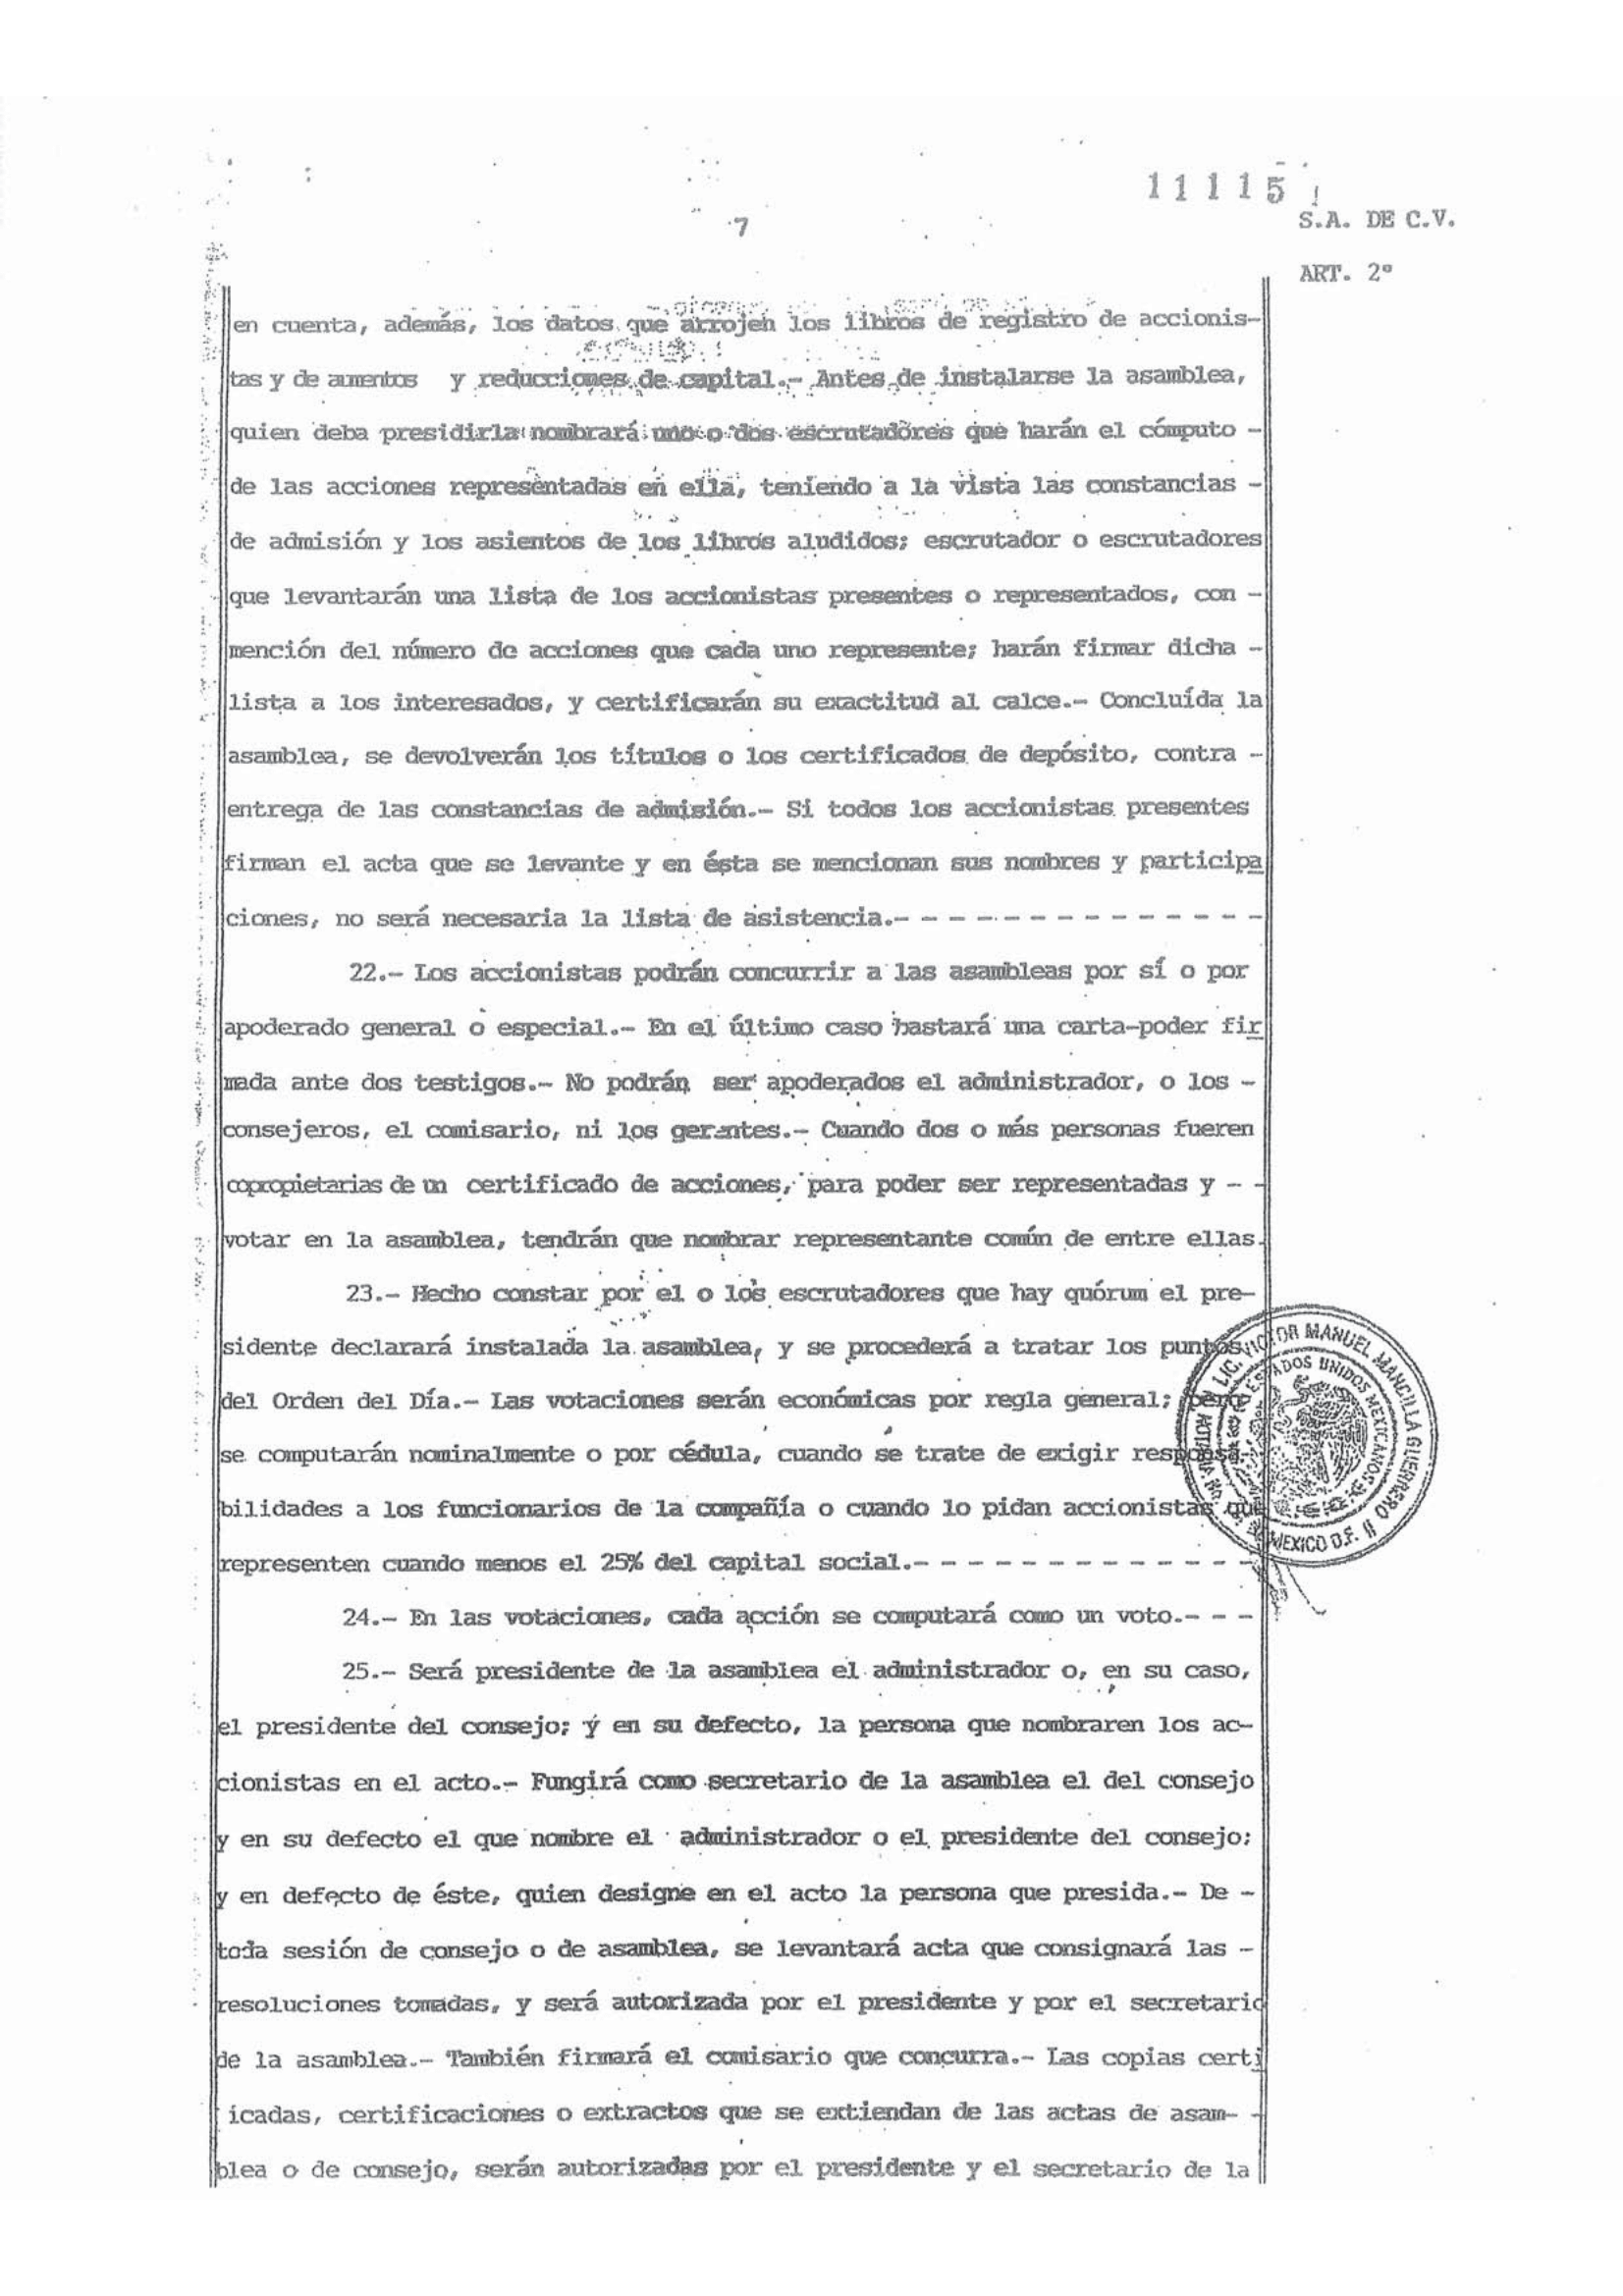 11115
7
S.A. DE C.V.
ART. 2°
en cuenta, además, los datos que arrojen los libros de registro de accionis-
tas y de aumentos y reducciones de capital.- Antes de instalarse la asamblea,
quien deba presidirla nombrará uno o dos escrutadores que harán el cómputo -
de las acciones representadas en ella, teniendo a la vista las constancias -
de admisión y los asientos de los libros aludidos; escrutador o escrutadores
que levantarán una lista de los accionistas presentes o representados, con -
mención del número de acciones que cada uno represente; harán firmar dicha -
lista a los interesados, y certificarán su exactitud al calce.- Concluída la
asamblea, se devolverán los títulos o los certificados de depósito, contra -
entrega de las constancias de admisión.- Si todos los accionistas presentes
firman el acta que se levante y en ésta se mencionan sus nombres y participa
ciones, no será necesaria la lista de asistencia.- - - - - - - - - - - - - -
22.- Los accionistas podrán concurrir a las asambleas por sí o por
apoderado general o especial.- En el último caso bastará una carta-poder fir
mada ante dos testigos.- No podrán ser apoderados el administrador, o los -
consejeros, el comisario, ni los gerentes.- Cuando dos o más personas fueren
copropietarias de un certificado de acciones, para poder ser representadas y - -
votar en la asamblea, tendrán que nombrar representante común de entre ellas.
23.- Hecho constar por el o los escrutadores que hay quórum el pre-
sidente declarará instalada la asamblea, y se procederá a tratar los puntos
del Orden del Día.- Las votaciones serán económicas por regla general; pero
se computarán nominalmente o por cédula, cuando se trate de exigir responsa-
bilidades a los funcionarios de la compañía o cuando lo pidan accionistas que
representen cuando menos el 25% del capital social.- - - - - - - - - - - - -
LIC. VICTOR MANUEL MANCILLA GUERRERO
ESTADOS UNIDOS MEXICANOS
MEXICO D.F.
24.- En las votaciones, cada acción se computará como un voto.- - -
25.- Será presidente de la asamblea el administrador o, en su caso,
el presidente del consejo; y en su defecto, la persona que nombraren los ac-
cionistas en el acto.- Fungirá como secretario de la asamblea el del consejo
y en su defecto el que nombre el administrador o el presidente del consejo;
y en defecto de éste, quien designe en el acto la persona que presida.- De -
toda sesión de consejo o de asamblea, se levantará acta que consignará las -
resoluciones tomadas, y será autorizada por el presidente y por el secretario
de la asamblea.- También firmará el comisario que concurra.- Las copias certi
icadas, certificaciones o extractos que se extiendan de las actas de asam- -
blea o de consejo, serán autorizadas por el presidente y el secretario de la